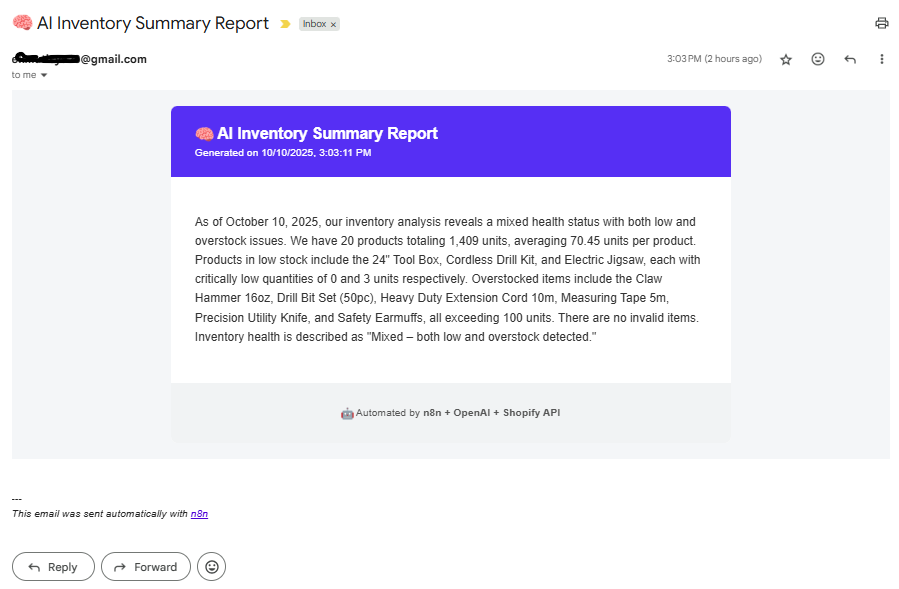 🧠 AI Inventory Summary Report Inbox ×
@gmail.com 3:03 PM (2 hours ago)
to me
🧠 AI Inventory Summary Report
Generated on 10/10/2025, 3:03:11 PM
As of October 10, 2025, our inventory analysis reveals a mixed health status with both low and
overstock issues. We have 20 products totaling 1,409 units, averaging 70.45 units per product.
Products in low stock include the 24" Tool Box, Cordless Drill Kit, and Electric Jigsaw, each with
critically low quantities of 0 and 3 units respectively. Overstocked items include the Claw
Hammer 16oz, Drill Bit Set (50pc), Heavy Duty Extension Cord 10m, Measuring Tape 5m,
Precision Utility Knife, and Safety Earmuffs, all exceeding 100 units. There are no invalid items.
Inventory health is described as "Mixed – both low and overstock detected."
🤖 Automated by n8n + OpenAI + Shopify API
---
This email was sent automatically with n8n
Reply Forward